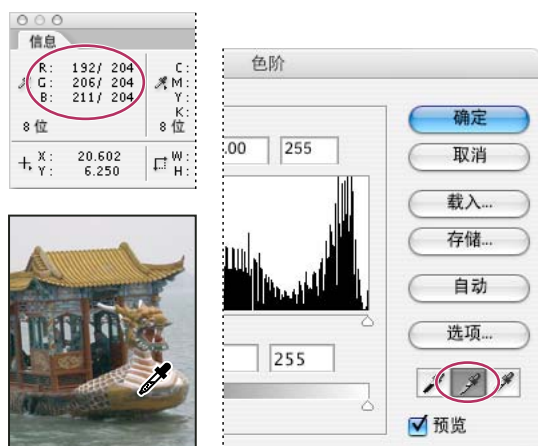 信息
R: 192/ 204 C:
G: 206/ 204 M:
B: 211/ 204 Y:
K:
8 位 8 位
X: 20.602 W:
Y: 6.250 H:
色阶
.00 255
255
确定
取消
载入...
存储...
自动
选项...
预览